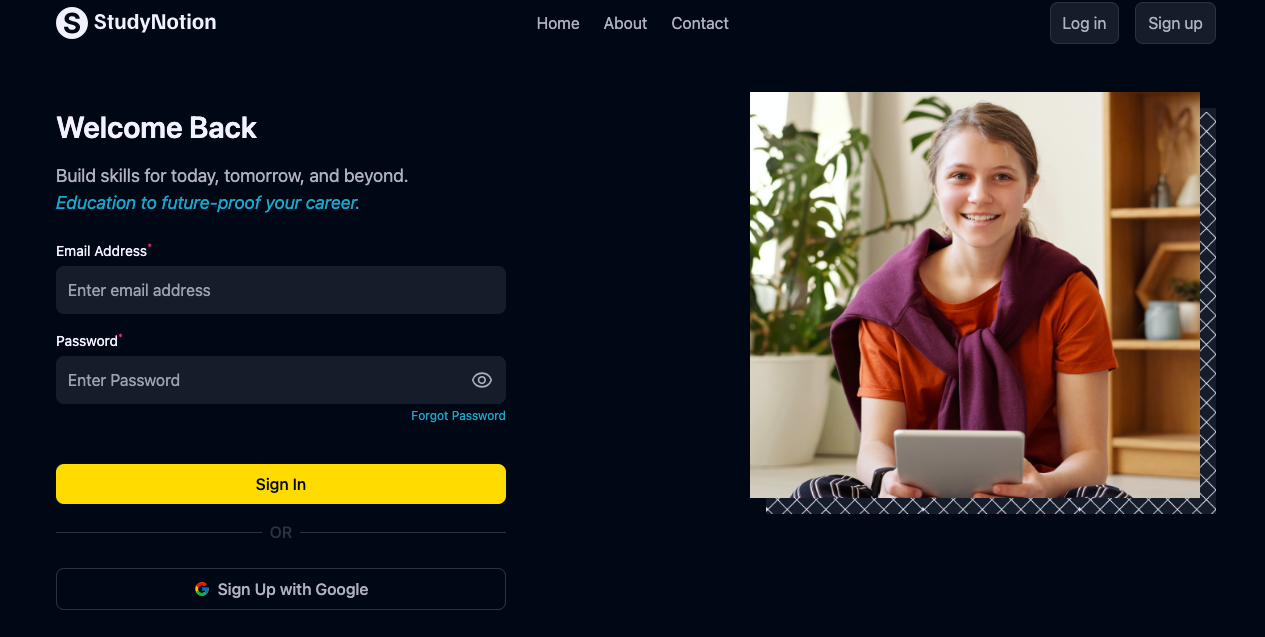 StudyNotion
Home About Contact
Log in Sign up
Welcome Back
Build skills for today, tomorrow, and beyond.
Education to future-proof your career.
Email Address*
Enter email address
Password*
Enter Password
Forgot Password
Sign In
OR
Sign Up with Google